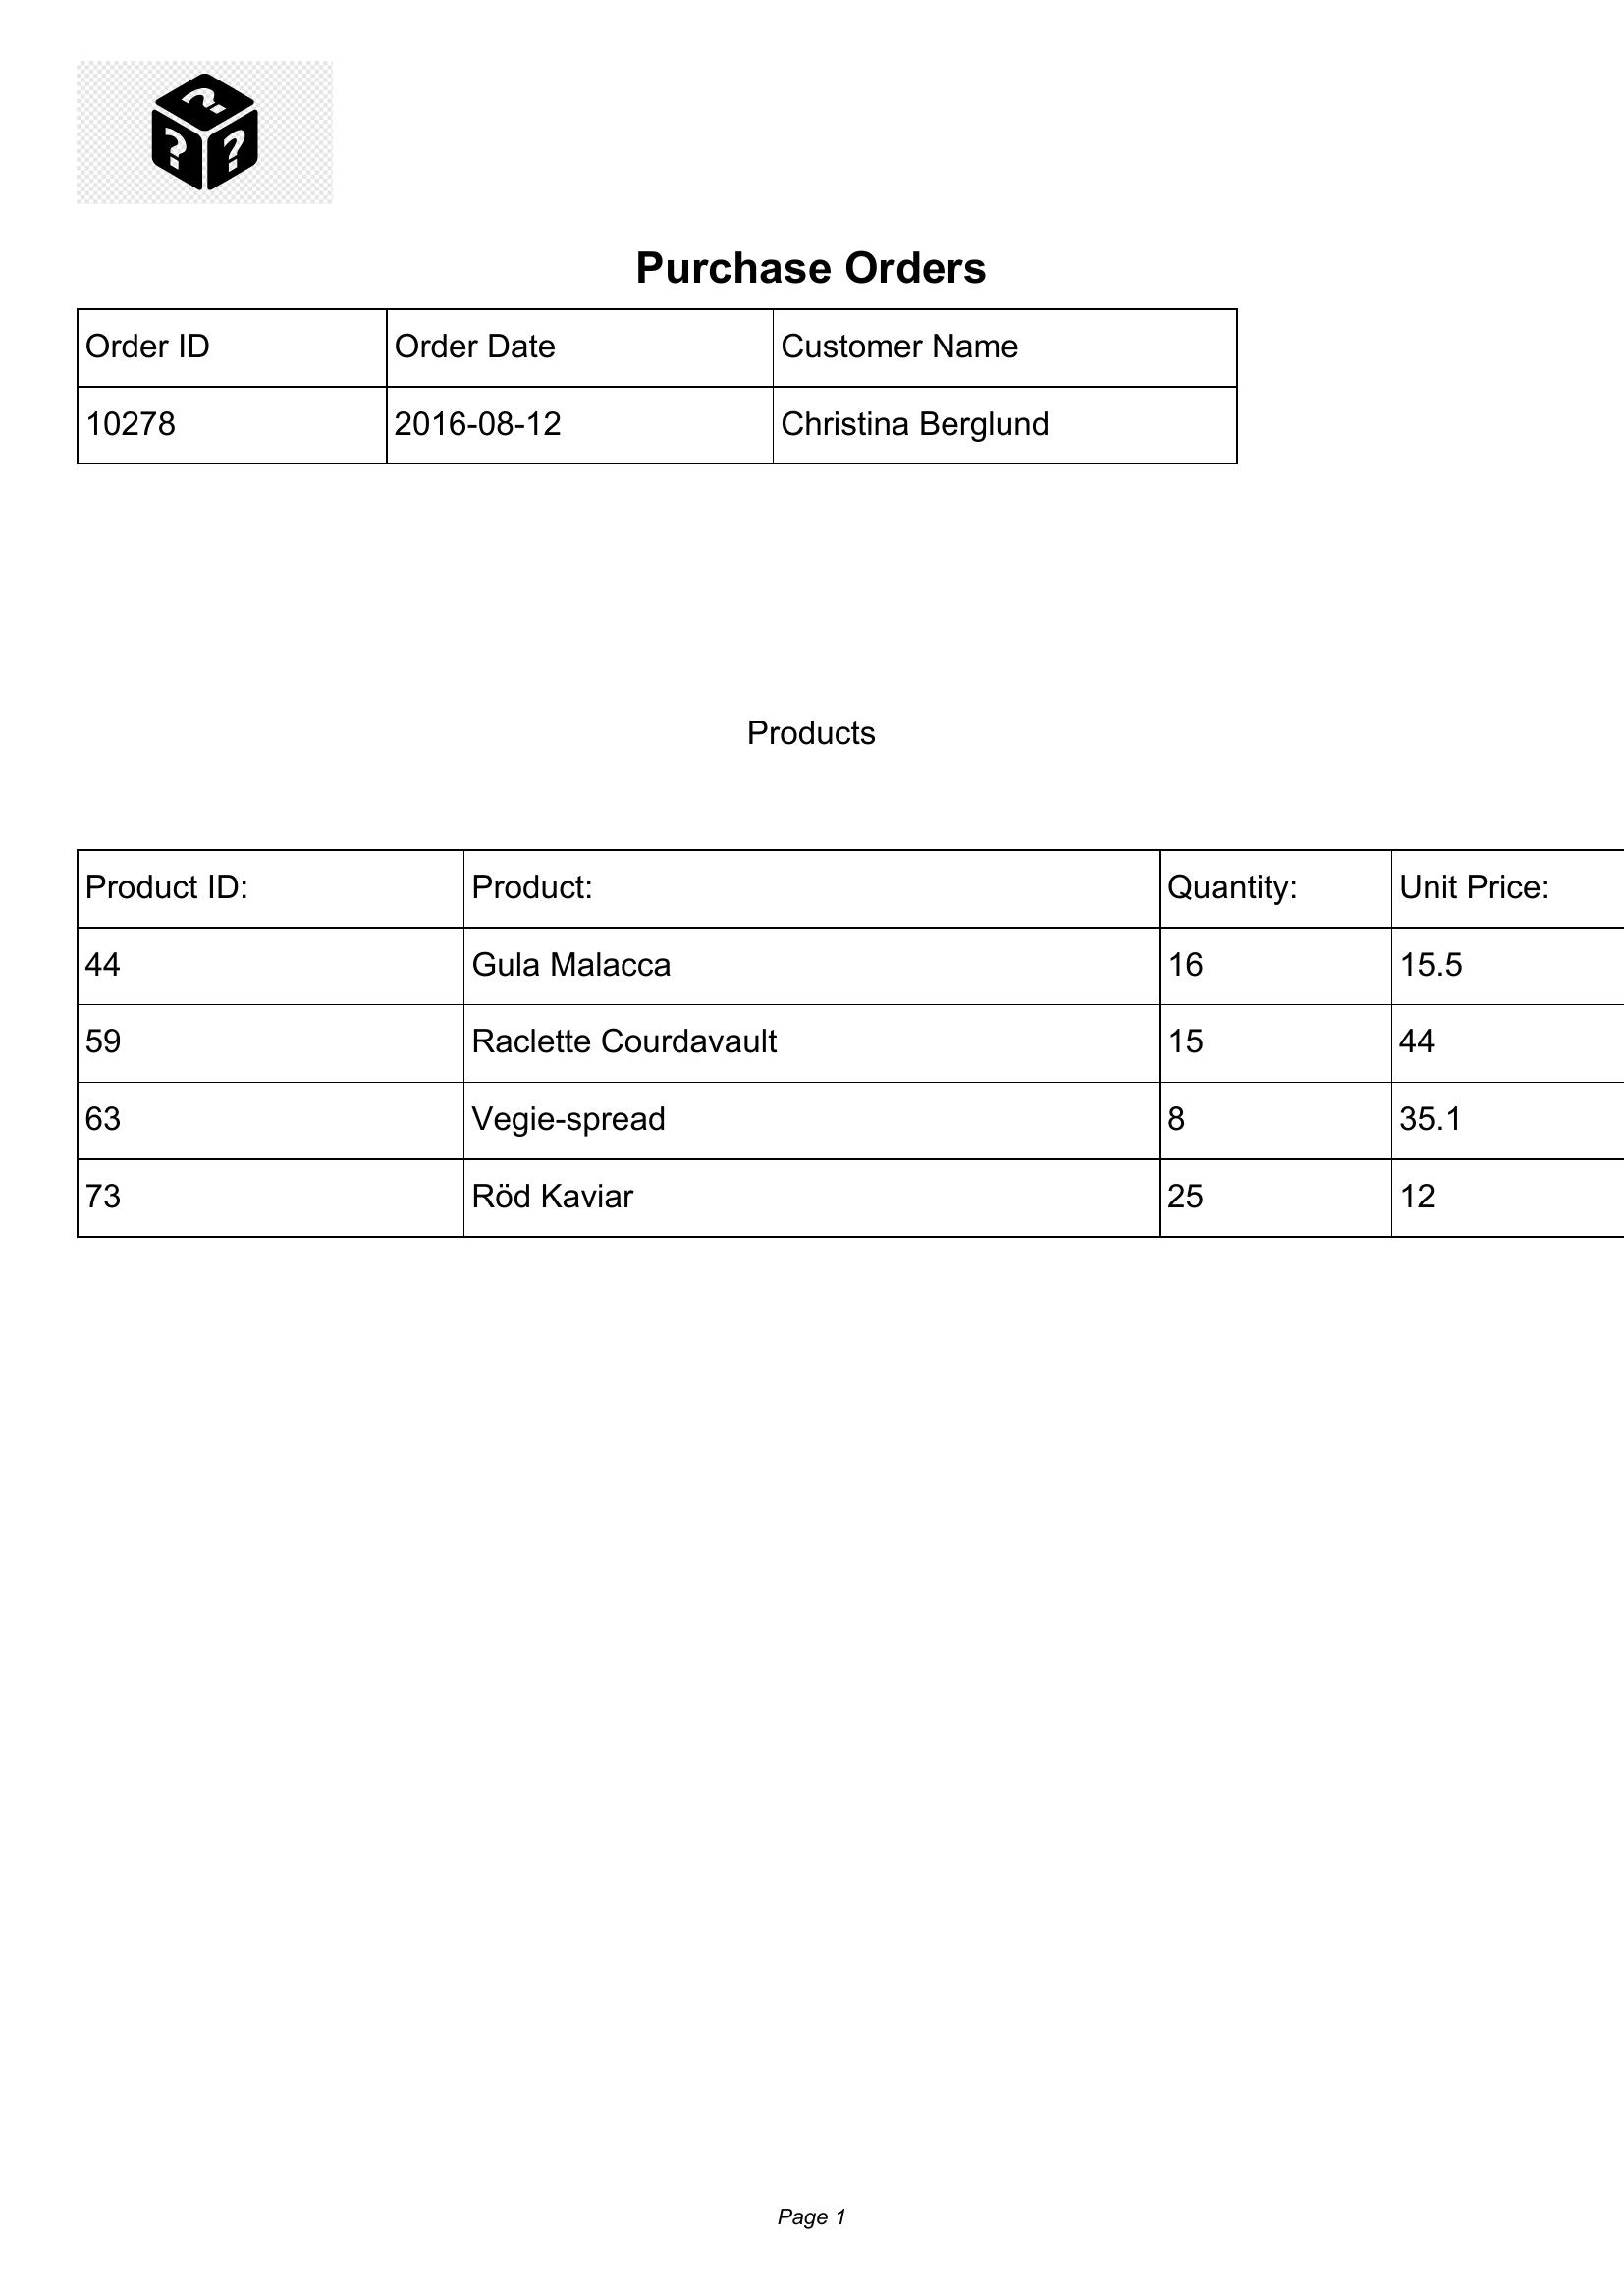 Purchase Orders
Order ID Order Date Customer Name
10278 2016-08-12 Christina Berglund
Products
Product ID: Product: Quantity: Unit Price:
44 Gula Malacca 16 15.5
59 Raclette Courdavault 15 44
63 Vegie-spread 8 35.1
73 Röd Kaviar 25 12
Page 1